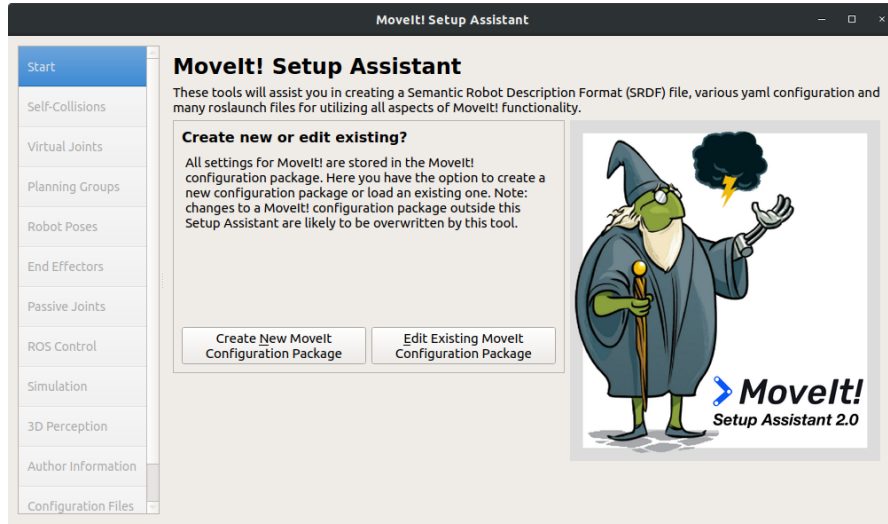 MoveIt! Setup Assistant
Start
Self-Collisions
Virtual Joints
Planning Groups
Robot Poses
End Effectors
Passive Joints
ROS Control
Simulation
3D Perception
Author Information
Configuration Files
MoveIt! Setup Assistant
These tools will assist you in creating a Semantic Robot Description Format (SRDF) file, various yaml configuration and
many roslaunch files for utilizing all aspects of MoveIt! functionality.
Create new or edit existing?
All settings for MoveIt! are stored in the MoveIt!
configuration package. Here you have the option to create a
new configuration package or load an existing one. Note:
changes to a MoveIt! configuration package outside this
Setup Assistant are likely to be overwritten by this tool.
Create New MoveIt
Configuration Package
Edit Existing MoveIt
Configuration Package
MoveIt!
Setup Assistant 2.0